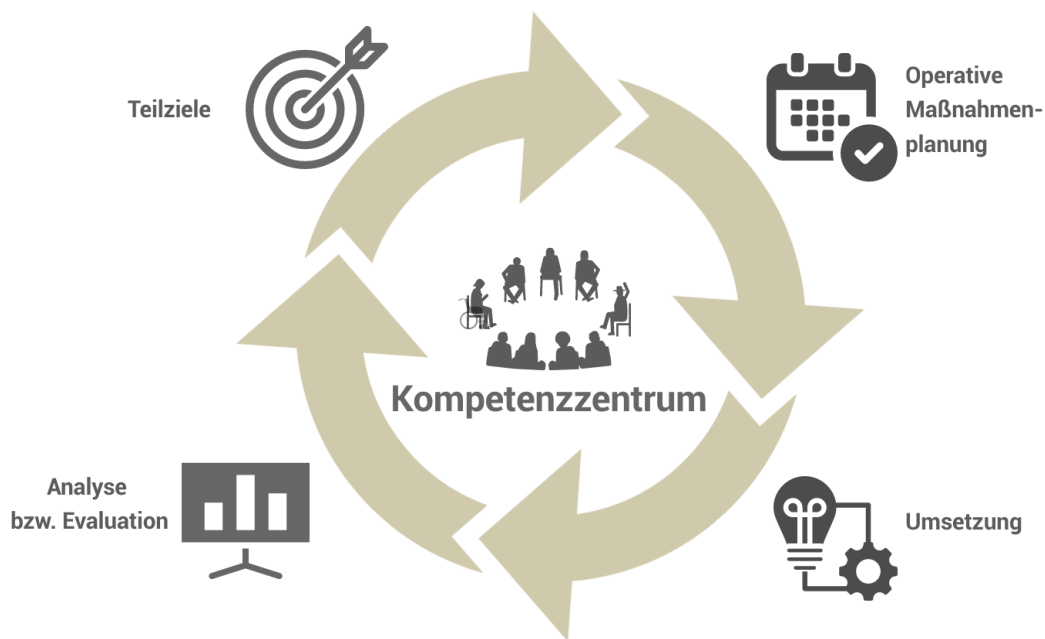 Teilziele
Operative
Maßnahmen-
planung
Kompetenzzentrum
Analyse
bzw. Evaluation
Umsetzung